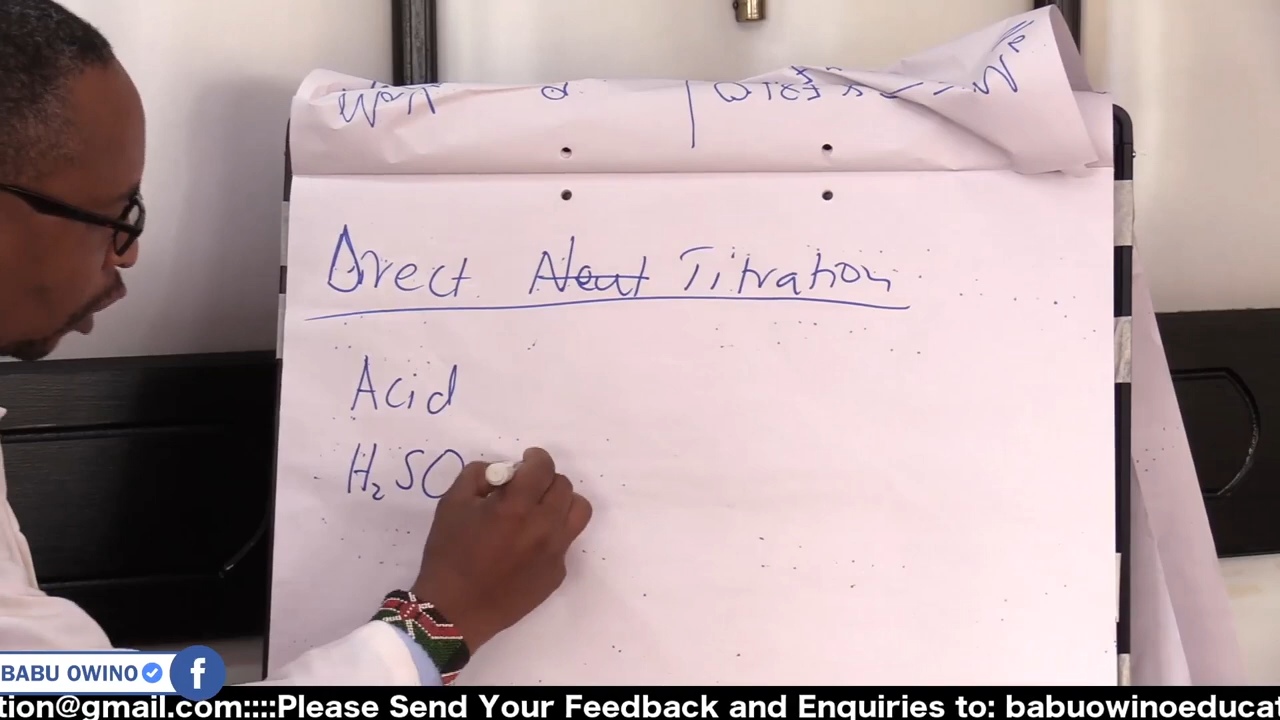 Direct Neut Titration
Acid
H₂SO
BABU OWINO
tion@gmail.com::::Please Send Your Feedback and Enquiries to: babuowinoeducat